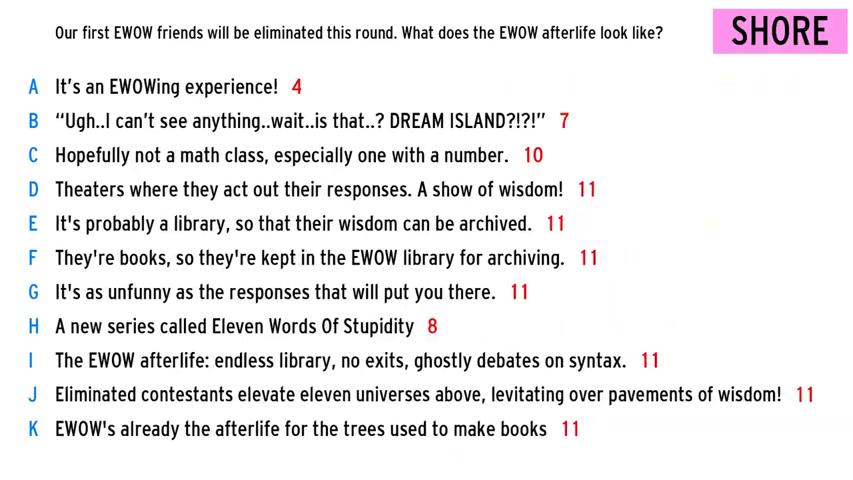 Our first EWOW friends will be eliminated this round. What does the EWOW afterlife look like?
SHORE
A It’s an EWOWing experience! 4
B “Ugh..I can’t see anything..wait..is that..? DREAM ISLAND?!?!” 7
C Hopefully not a math class, especially one with a number. 10
D Theaters where they act out their responses. A show of wisdom! 11
E It's probably a library, so that their wisdom can be archived. 11
F They're books, so they're kept in the EWOW library for archiving. 11
G It's as unfunny as the responses that will put you there. 11
H A new series called Eleven Words Of Stupidity 8
I The EWOW afterlife: endless library, no exits, ghostly debates on syntax. 11
J Eliminated contestants elevate eleven universes above, levitating over pavements of wisdom! 11
K EWOW's already the afterlife for the trees used to make books 11